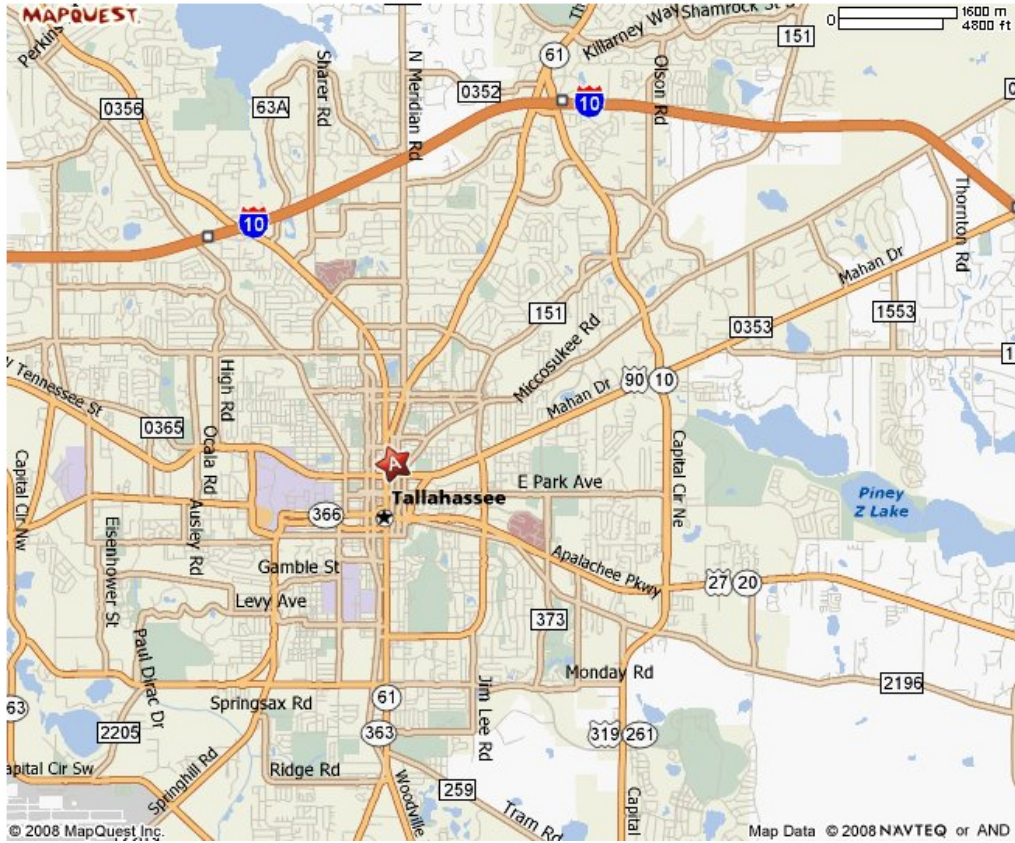 MAPQUEST.
1600 m
0
4800 ft
Perkins
Sharer Rd
N Meridian Rd
61
Killarney Way
Shamrock St
151
Olson Rd
0356
63A
0352
10
10
Thornton Rd
Mahan Dr
151
Miccosukee Rd
0353
1553
High Rd
Mahan Dr
90
10
Tennessee St
0365
Ocala Rd
A
Tallahassee
E Park Ave
Capital Cir Ne
Piney
Z Lake
Capital Cir Nw
Eisenhower St
Ausley Rd
366
Gamble St
Apalachee Pkwy
27
20
Levy Ave
373
Paul Dirac Dr
Monday Rd
2196
63
Springsax Rd
61
Jim Lee Rd
2205
363
319
261
apital Cir Sw
Springhill Rd
Ridge Rd
Woodville
259
Tram Rd
Capital
© 2008 MapQuest Inc.
Map Data © 2008 NAVTEQ or AND